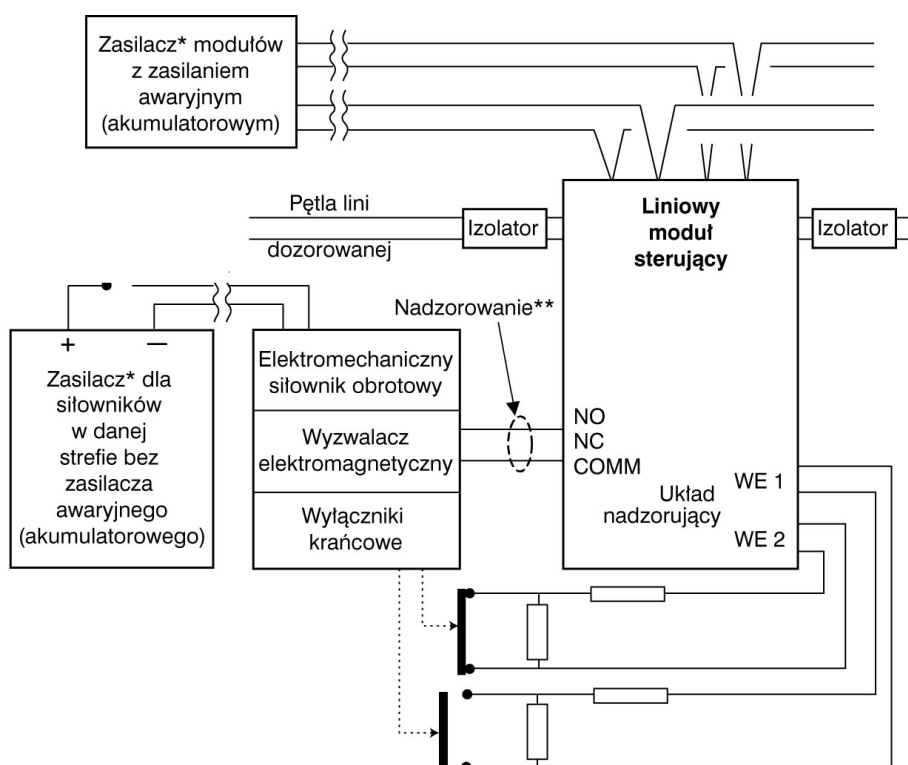 Zasilacz* modułów
z zasilaniem
awaryjnym
(akumulatorowym)
Pętla lini
dozorowanej
Izolator
Liniowy
moduł
sterujący
Izolator
Nadzorowanie**
+ —
Zasilacz* dla
siłowników
w danej
strefie bez
zasilacza
awaryjnego
(akumulatorowego)
Elektromechaniczny
siłownik obrotowy
Wyzwalacz
elektromagnetyczny
Wyłączniki
krańcowe
NO
NC
COMM
Układ
nadzorujący
WE 1
WE 2